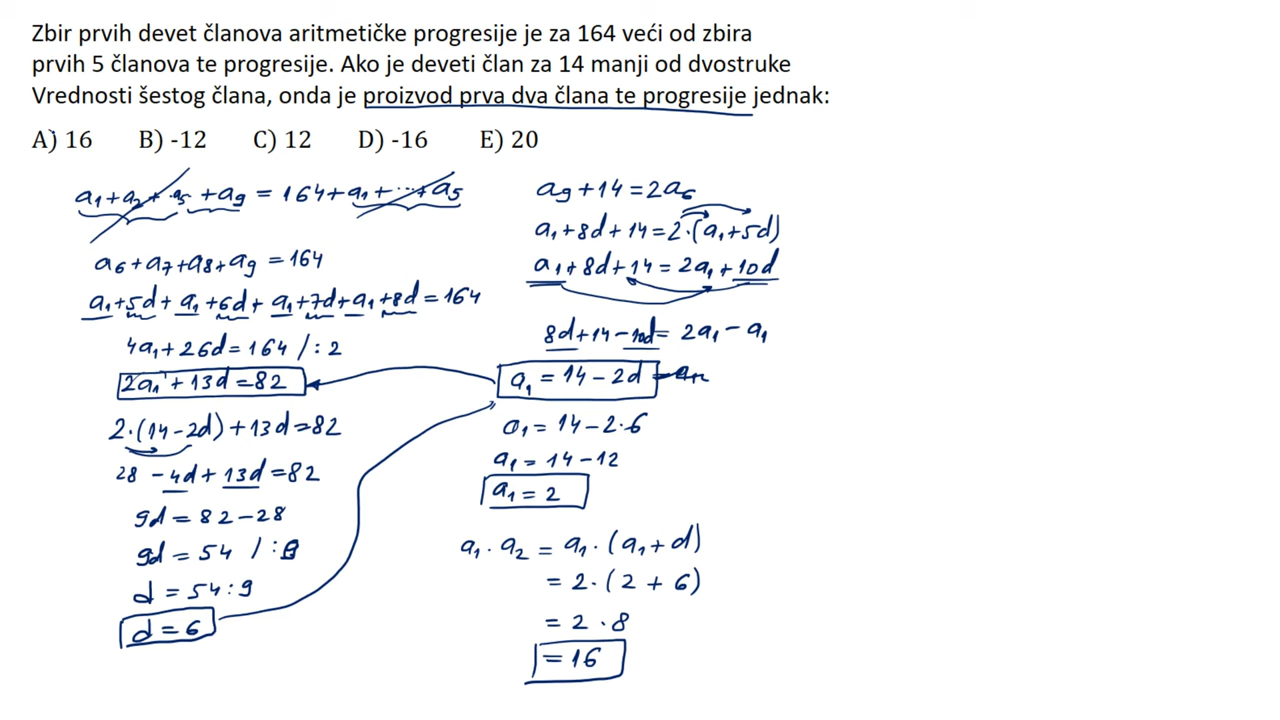 Zbir prvih devet članova aritmetičke progresije je za 164 veći od zbira
prvih 5 članova te progresije. Ako je deveti član za 14 manji od dvostruke
Vrednosti šestog člana, onda je proizvod prva dva člana te progresije jednak:
A) 16 B) -12 C) 12 D) -16 E) 20
a₁+a₂+..a₅+a₉=164+a₁+...+a₅
a₆+a₇+a₈+a₉=164
a₁+5d+a₁+6d+a₁+7d+a₁+8d=164
4a₁+26d=164 /:2
2a₁+13d=82
2·(14-2d)+13d=82
28-4d+13d=82
9d=82-28
9d=54 /:9
d=54:9
d=6
a₉+14=2a₆
a₁+8d+14=2·(a₁+5d)
a₁+8d+14=2a₁+10d
8d+14-10d=2a₁-a₁
a₁=14-2d
a₁=14-2·6
a₁=14-12
a₁=2
a₁·a₂=a₁·(a₁+d)
=2·(2+6)
=2·8
=16